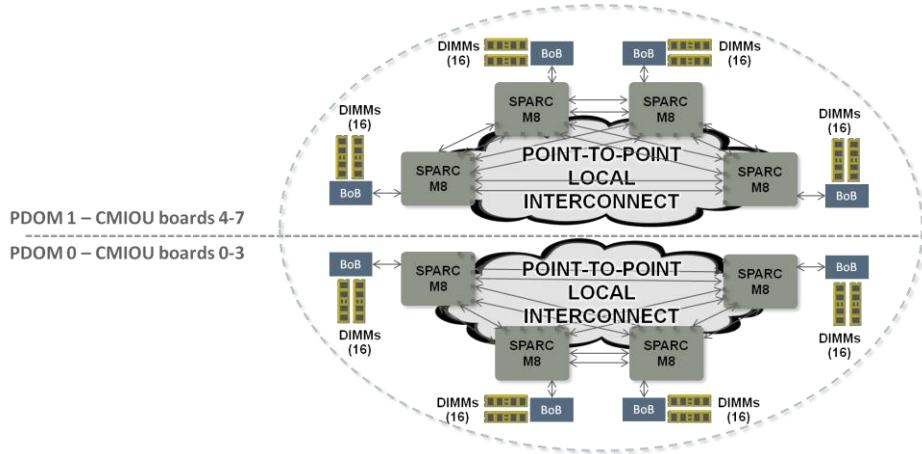 DIMMs
(16)
BoB
BoB
DIMMs
(16)
SPARC
M8
SPARC
M8
DIMMs
(16)
DIMMs
(16)
BoB
SPARC
M8
POINT-TO-POINT
LOCAL
INTERCONNECT
SPARC
M8
BoB
PDOM 1 – CMIOU boards 4-7
PDOM 0 – CMIOU boards 0-3
BoB
SPARC
M8
POINT-TO-POINT
LOCAL
INTERCONNECT
SPARC
M8
BoB
DIMMs
(16)
DIMMs
(16)
SPARC
M8
SPARC
M8
DIMMs
(16)
BoB
BoB
DIMMs
(16)